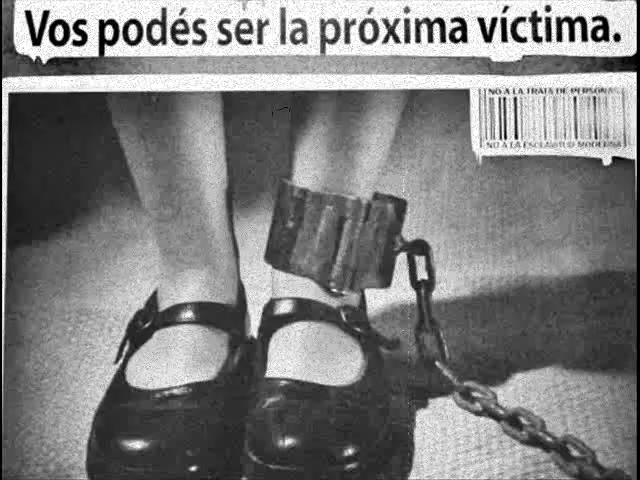 Vos podés ser la próxima víctima.
NO A LA TRATA DE PERSONAS
NO A LA ESCLAVITUD MODERNA